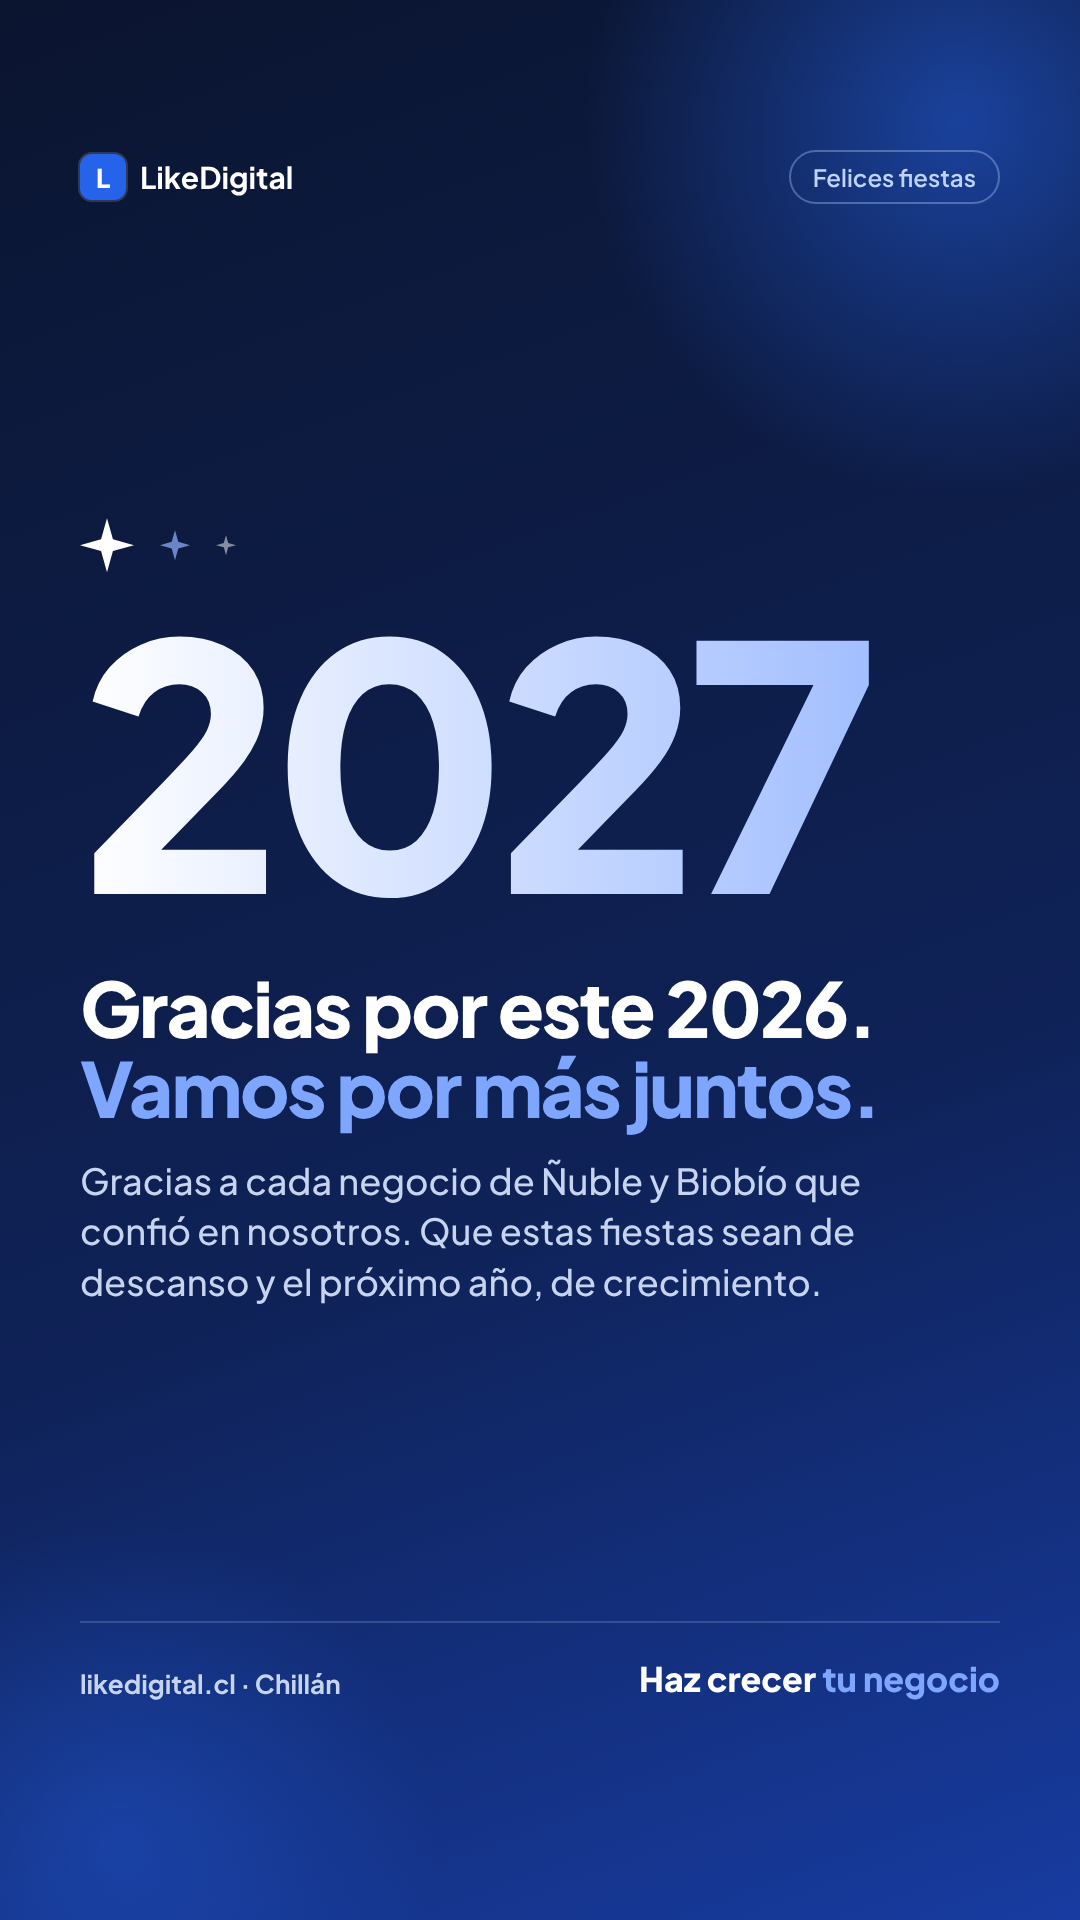 L LikeDigital
Felices fiestas
2027
Gracias por este 2026.
Vamos por más juntos.
Gracias a cada negocio de Ñuble y Biobío que
confió en nosotros. Que estas fiestas sean de
descanso y el próximo año, de crecimiento.
likedigital.cl · Chillán
Haz crecer tu negocio